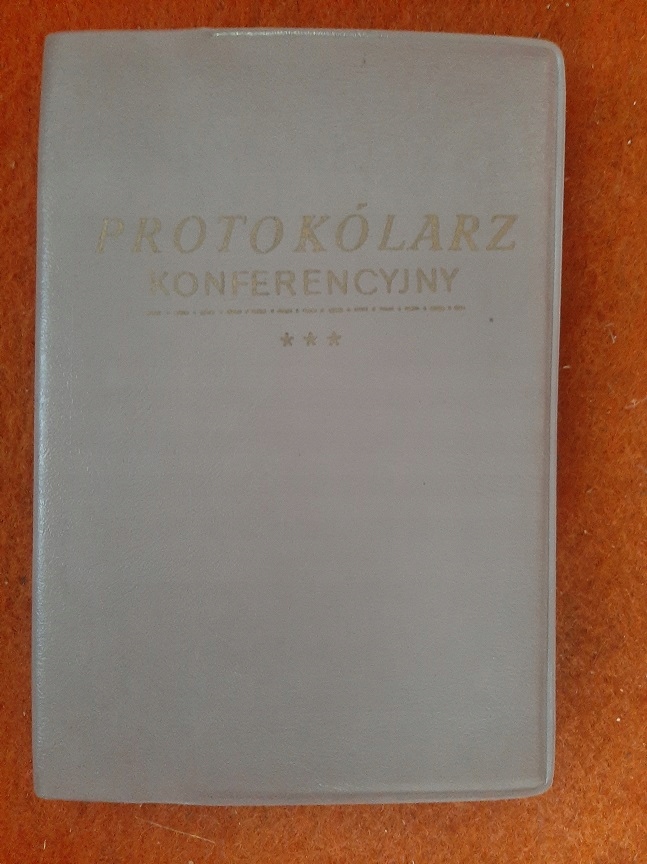 PROTOKÓLARZ
KONFERENCYJNY
***